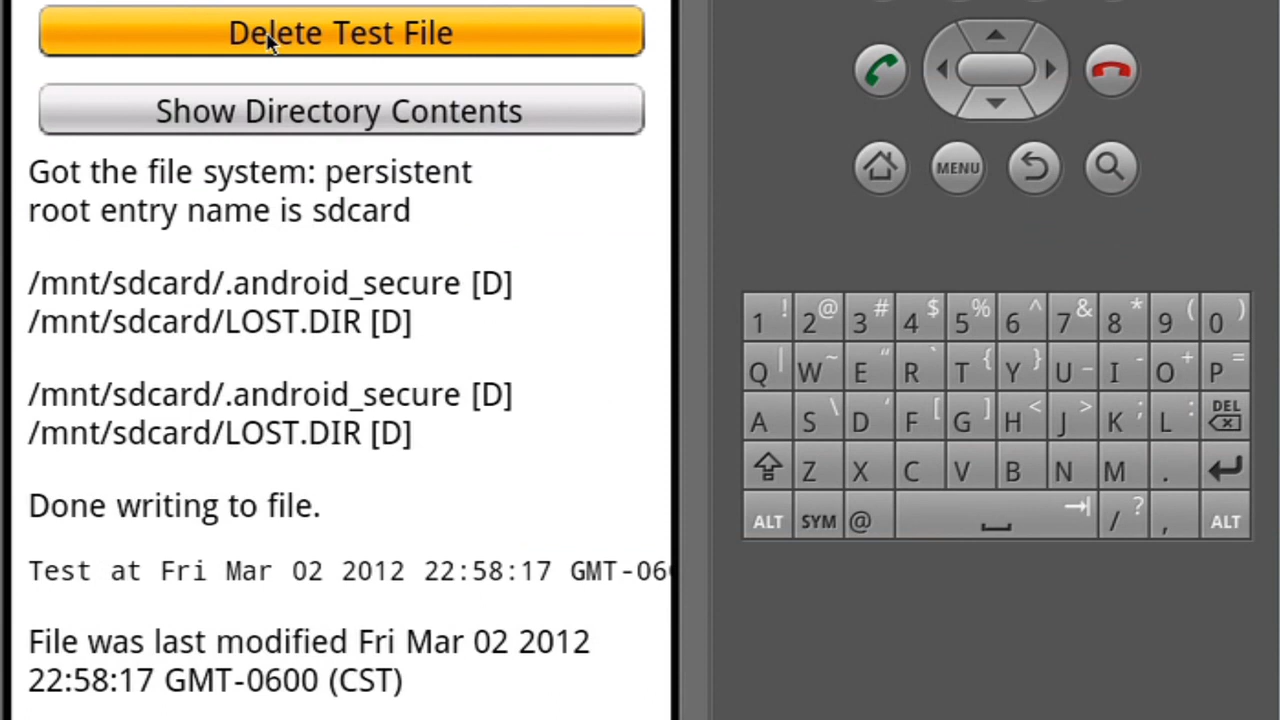 Delete Test File
Show Directory Contents
Got the file system: persistent
root entry name is sdcard
/mnt/sdcard/.android_secure [D]
/mnt/sdcard/LOST.DIR [D]
/mnt/sdcard/.android_secure [D]
/mnt/sdcard/LOST.DIR [D]
Done writing to file.
Test at Fri Mar 02 2012 22:58:17 GMT-06
File was last modified Fri Mar 02 2012
22:58:17 GMT-0600 (CST)
MENU
1 ! 2 @ 3 # 4 $ 5 % 6 ^ 7 & 8 * 9 ( 0 )
Q | W ~ E “ R ` T { Y } U _ I - O + P =
A S \ D ‘ F [ G ] H < J > K ; L : DEL
Z X C V B N M .
ALT SYM @ / ? , ALT